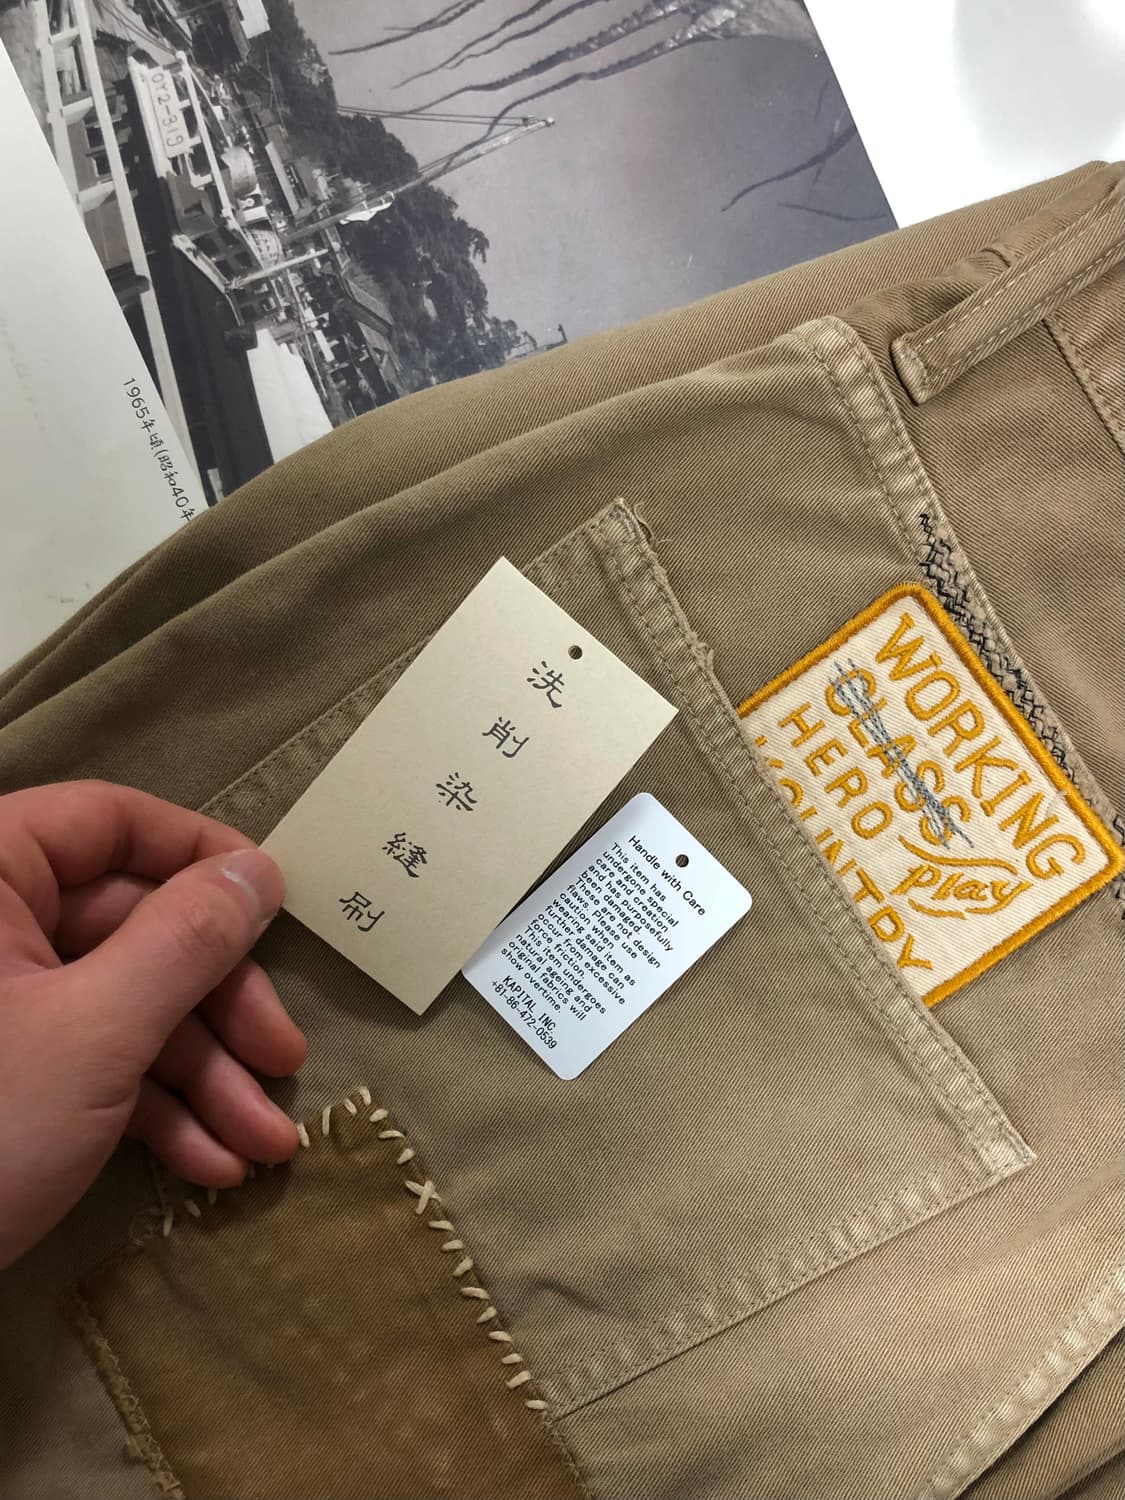 OY2-319
1965年頃(昭和40年
洗
削
染
縫
刷
Handle with Care
This item has
undergone special
care and creation
and has purposefully
been damaged.
These are not design
flaws. Please use
caution when
wearing said item as
further damage can
occur from excessive
force friction.
This item undergoes
natural ageing and
original fabrics will
show overtime.
KAPITAL INC.
+81-86-472-0539
WORKING
CLASS
HERO
play
KOUNTRY